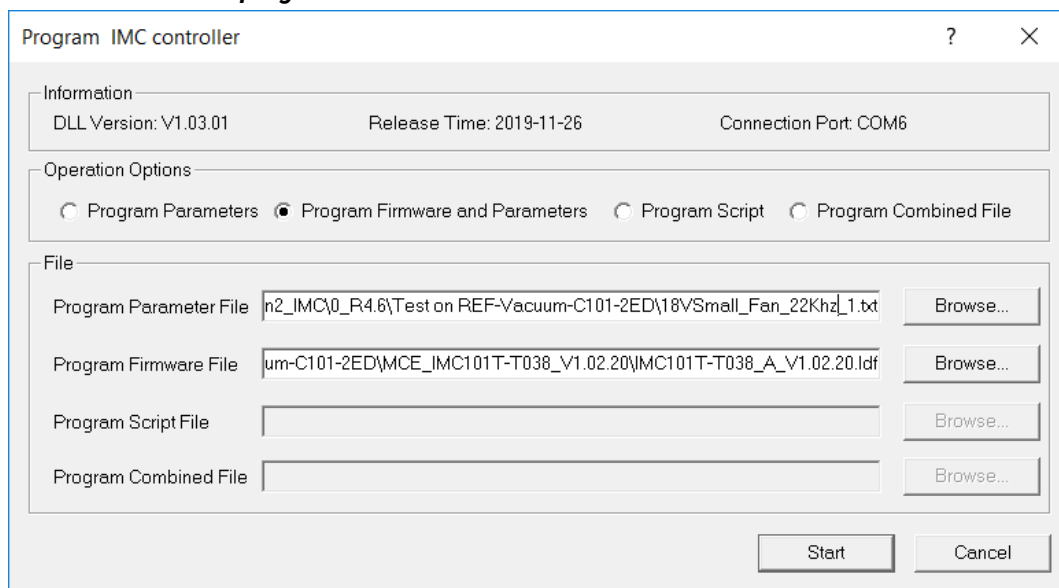 Program IMC controller ? ×
Information
DLL Version: V1.03.01 Release Time: 2019-11-26 Connection Port: COM6
Operation Options
Program Parameters Program Firmware and Parameters Program Script Program Combined File
File
Program Parameter File n2_IMC\0_R4.6\Test on REF-Vacuum-C101-2ED\18VSmall_Fan_22Khz_1.txt Browse...
Program Firmware File um-C101-2ED\MCE_IMC101T-T038_V1.02.20\IMC101T-T038_A_V1.02.20.ldf Browse...
Program Script File Browse...
Program Combined File Browse...
Start Cancel